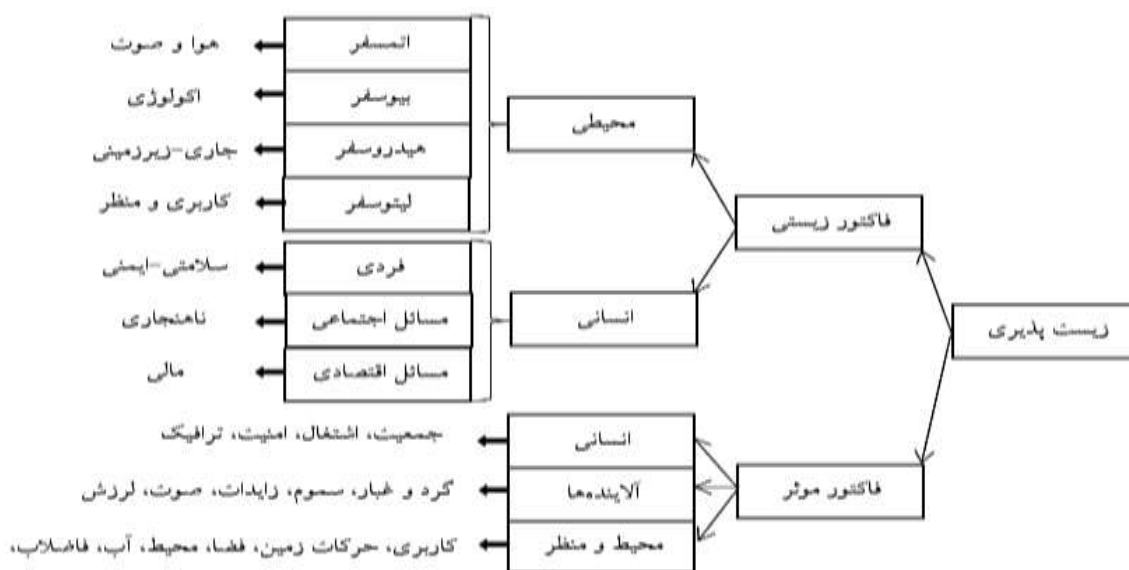 زیست پذیری
فاکتور زیستی
محیطی
اتمسفر
هوا و صوت
بیوسفر
اکولوژی
هیدروسفر
جاری-زیرزمینی
لیتوسفر
کاربری و منظر
انسانی
فردی
سلامتی-ایمنی
مسائل اجتماعی
ناهنجاری
مسائل اقتصادی
مالی
فاکتور موثر
انسانی
جمعیت، اشتغال، امنیت، ترافیک
آلاینده‌ها
گرد و غبار، سموم، زایدات، صوت، لرزش
محیط و منظر
کاربری، حرکات زمین، فضا، محیط، آب، فاضلاب،